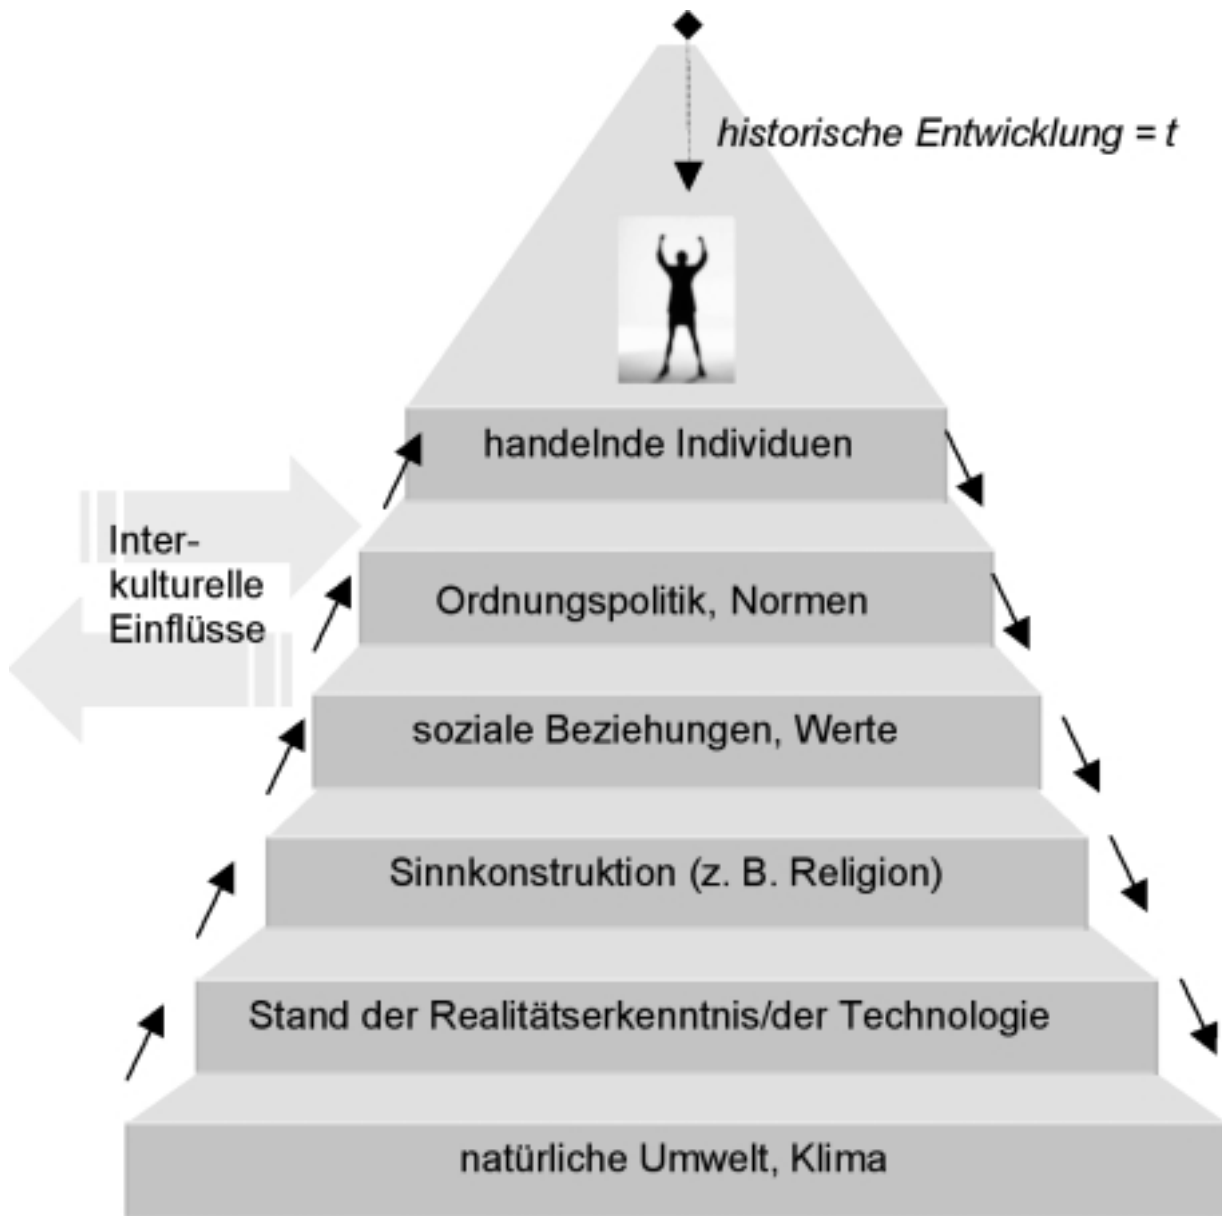 historische Entwicklung = t
handelnde Individuen
Inter-
kulturelle
Einflüsse
Ordnungspolitik, Normen
soziale Beziehungen, Werte
Sinnkonstruktion (z. B. Religion)
Stand der Realitätserkenntnis/der Technologie
natürliche Umwelt, Klima